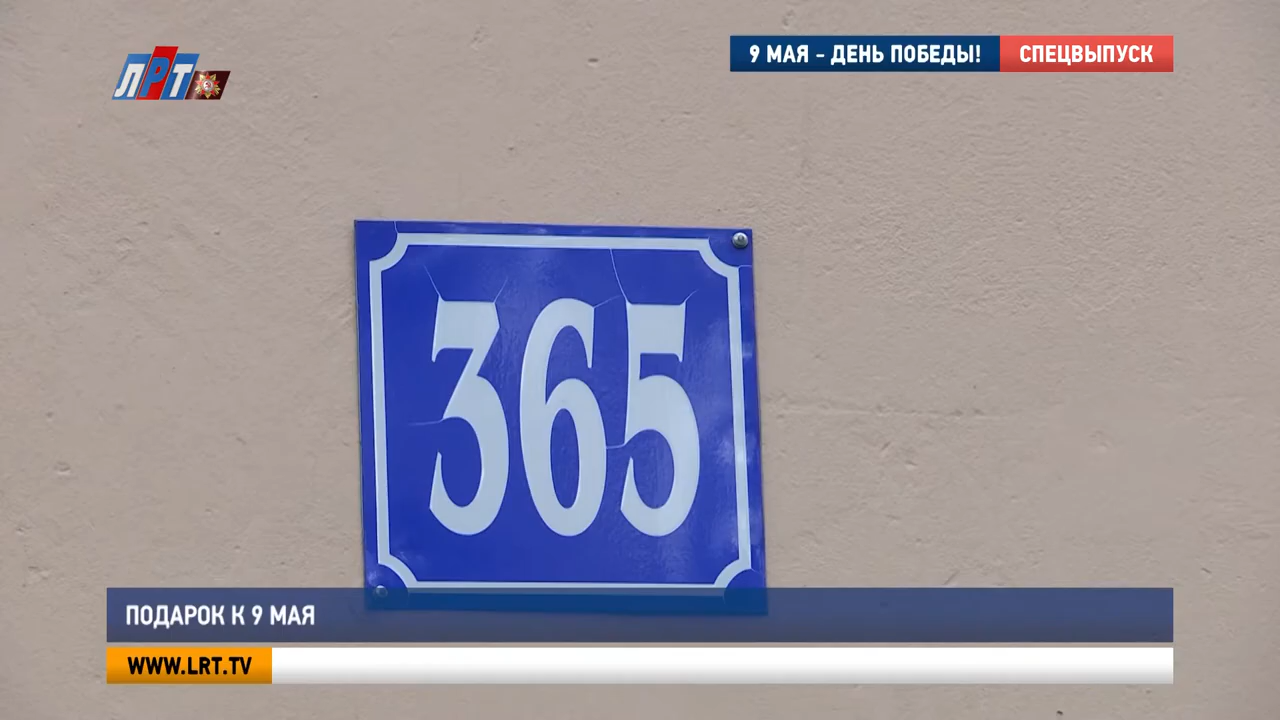 ЛРТ
9 МАЯ - ДЕНЬ ПОБЕДЫ! СПЕЦВЫПУСК
365
ПОДАРОК К 9 МАЯ
WWW.LRT.TV